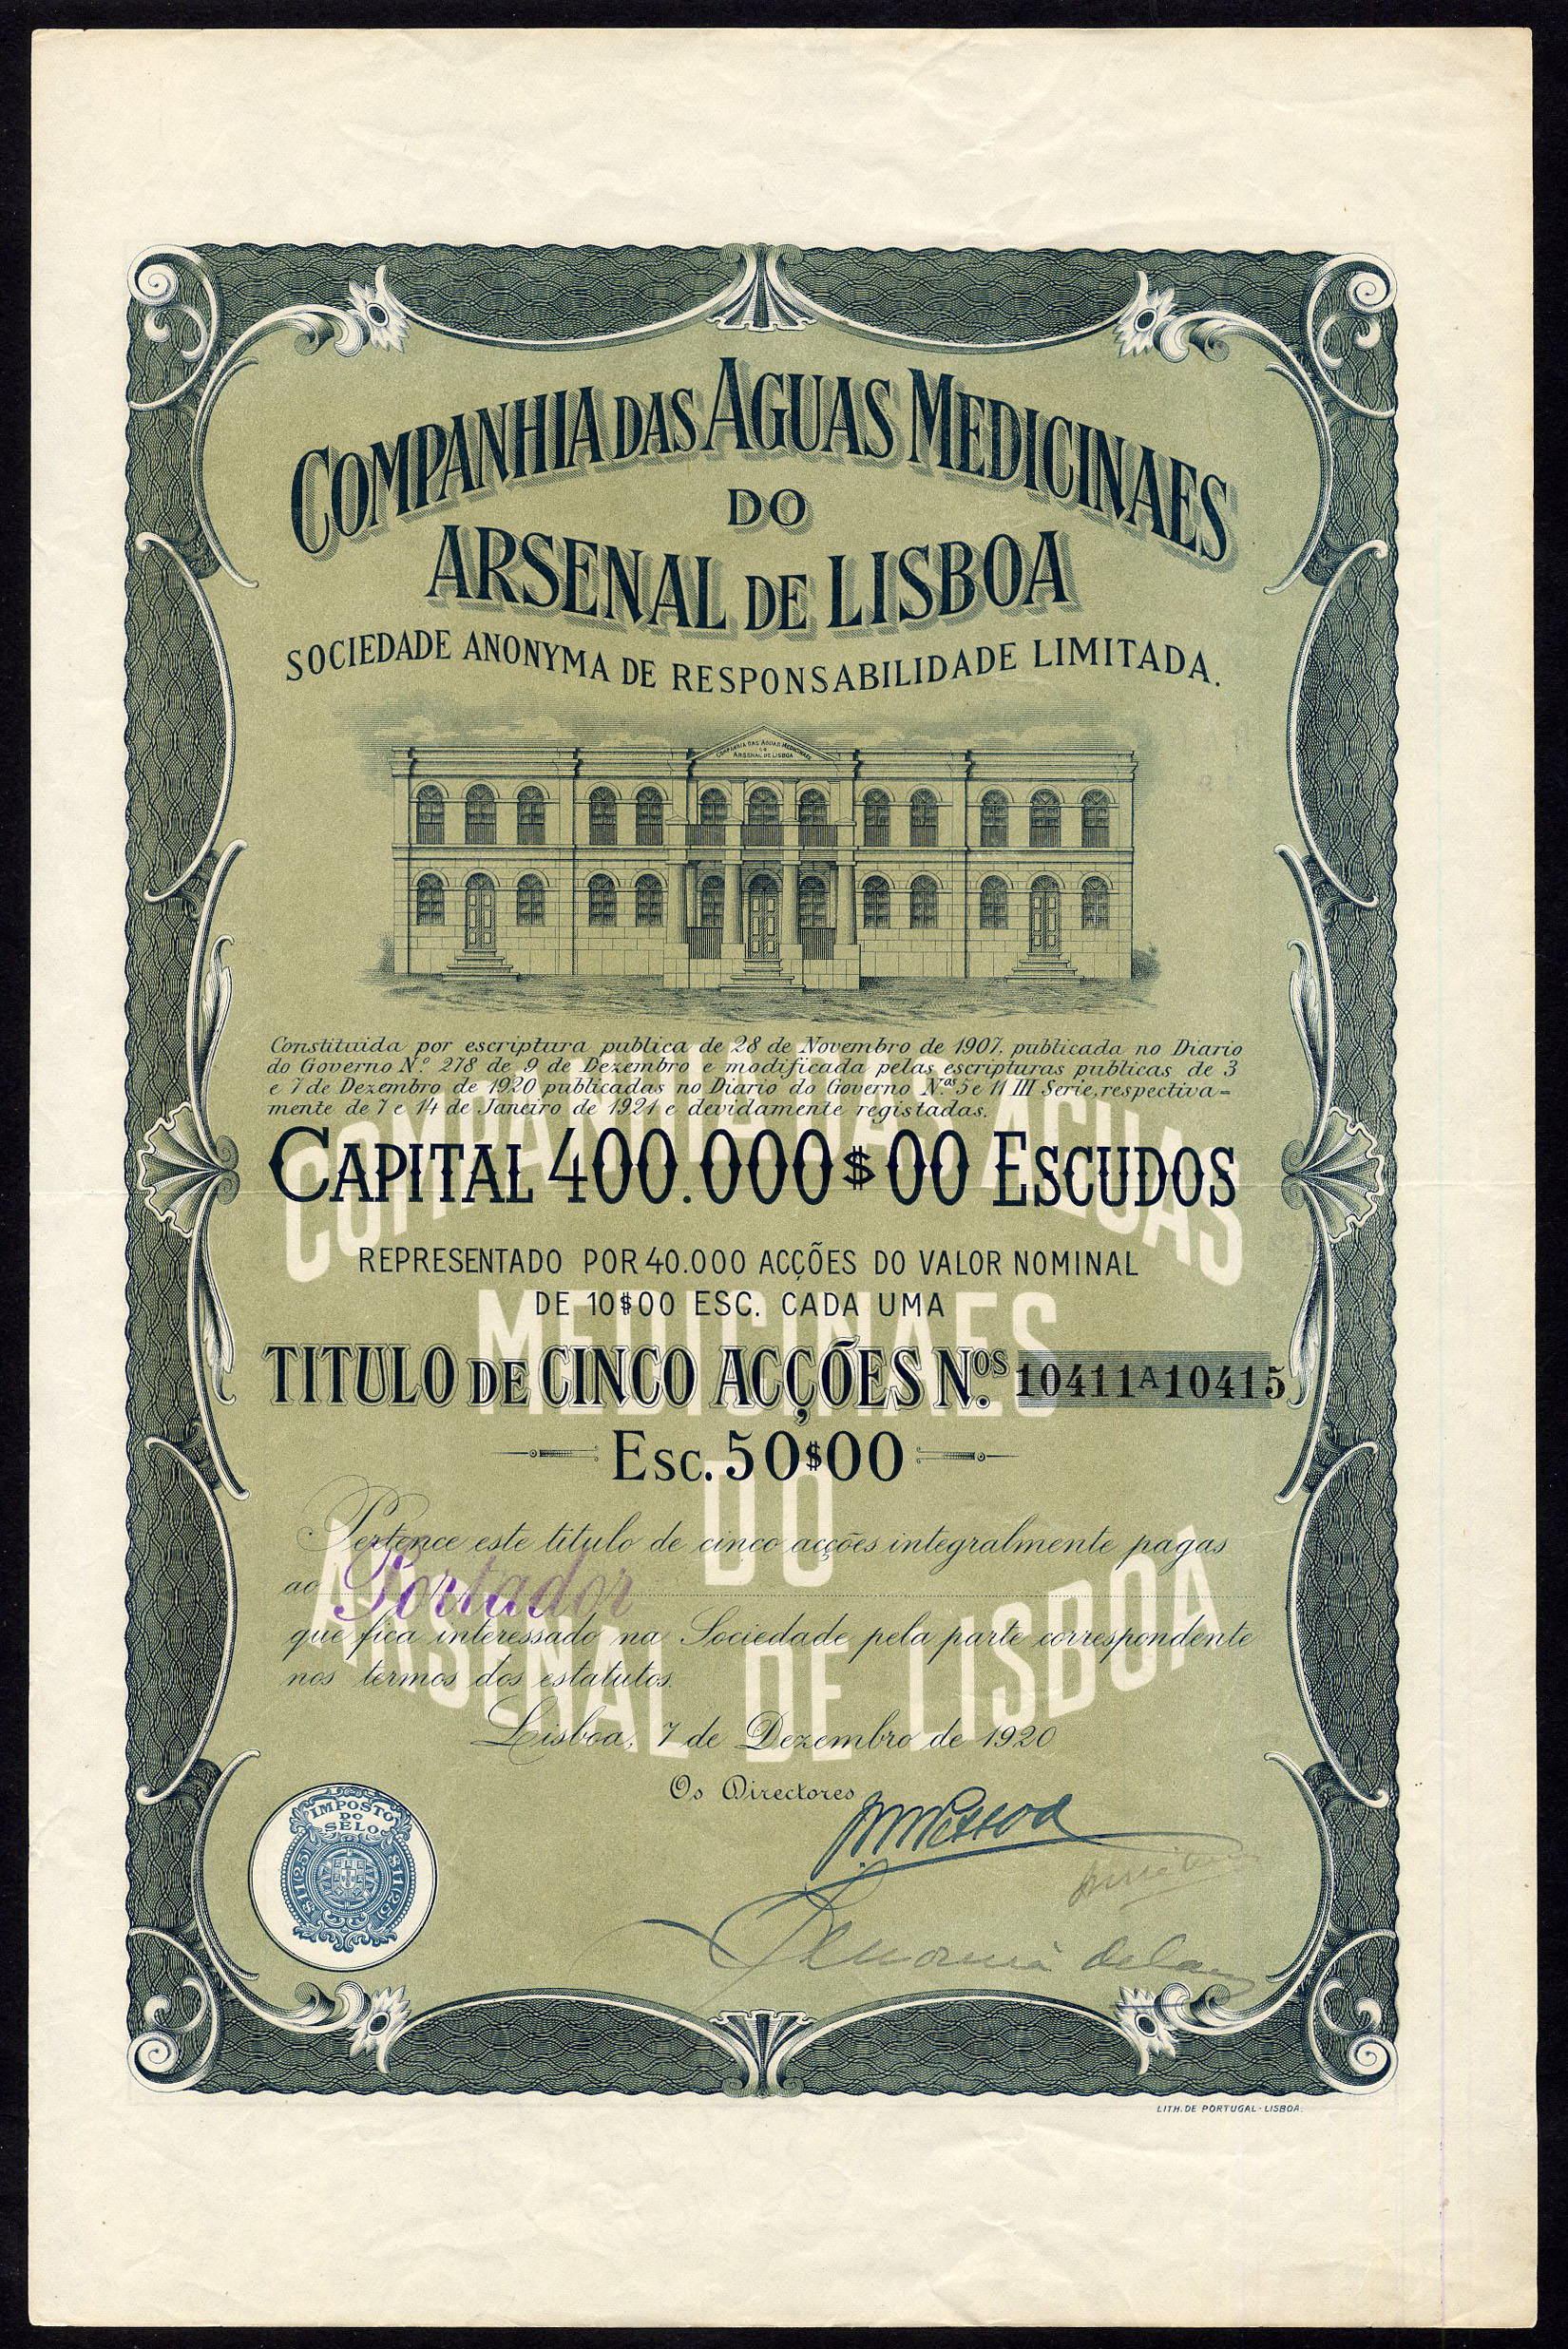 COMPANHIA DAS AGUAS MEDICINAES
DO
ARSENAL DE LISBOA
SOCIEDADE ANONYMA DE RESPONSABILIDADE LIMITADA.
COMPANHIA DAS AGUAS MEDICINAES
DO
ARSENAL DE LISBOA
Constituida por escriptura publica de 28 de Novembro de 1907, publicada no Diario
do Governo N.º 278 de 9 de Dezembro e modificada pelas escripturas publicas de 3
e 7 de Dezembro de 1920 publicadas no Diario do Governo N.os 5 e 11 III Serie, respectiva=
mente de 7 e 14 de Janeiro de 1921 e devidamente registadas.
CAPITAL 400.000$00 ESCUDOS
REPRESENTADO POR 40.000 ACÇÕES DO VALOR NOMINAL
DE 10$00 ESC. CADA UMA
TITULO DE CINCO ACÇÕES N.OS 10411 A 10415
ESC. 50$00
Pertence este titulo de cinco acções integralmente pagas
ao Portador
que fica interessado na Sociedade pela parte correspondente
nos termos dos estatutos.
Lisboa, 7 de Dezembro de 1920
Os Directores
COMPANHIA DAS AGUAS
MEDICINAES
DO
ARSENAL DE LISBOA
IMPOSTO
DO
SELO
$11(25) $11(25)
LITH. DE PORTUGAL - LISBOA.